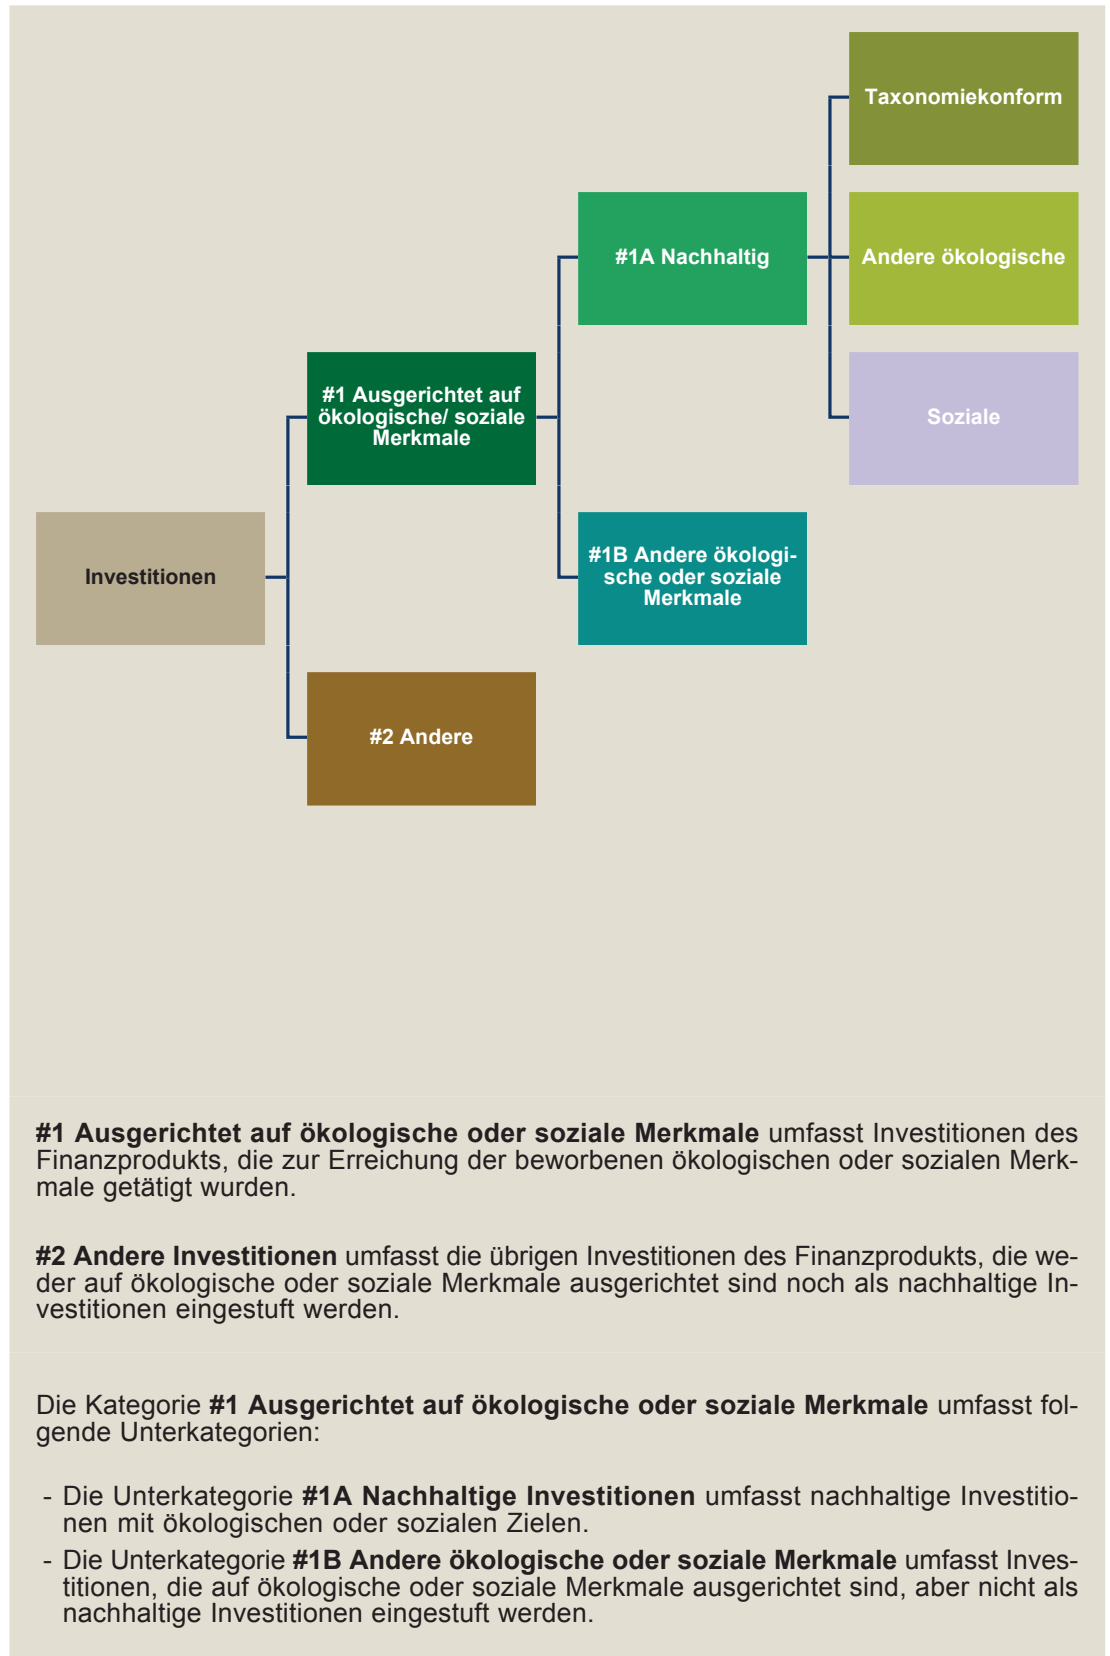 Taxonomiekonform
#1A Nachhaltig
Andere ökologische
#1 Ausgerichtet auf
ökologische/ soziale
Merkmale
Soziale
Investitionen
#1B Andere ökologi-
sche oder soziale
Merkmale
#2 Andere
#1 Ausgerichtet auf ökologische oder soziale Merkmale umfasst Investitionen des
Finanzprodukts, die zur Erreichung der beworbenen ökologischen oder sozialen Merk-
male getätigt wurden.
#2 Andere Investitionen umfasst die übrigen Investitionen des Finanzprodukts, die we-
der auf ökologische oder soziale Merkmale ausgerichtet sind noch als nachhaltige In-
vestitionen eingestuft werden.
Die Kategorie #1 Ausgerichtet auf ökologische oder soziale Merkmale umfasst fol-
gende Unterkategorien:
- Die Unterkategorie #1A Nachhaltige Investitionen umfasst nachhaltige Investitio-
nen mit ökologischen oder sozialen Zielen.
- Die Unterkategorie #1B Andere ökologische oder soziale Merkmale umfasst Inves-
titionen, die auf ökologische oder soziale Merkmale ausgerichtet sind, aber nicht als
nachhaltige Investitionen eingestuft werden.